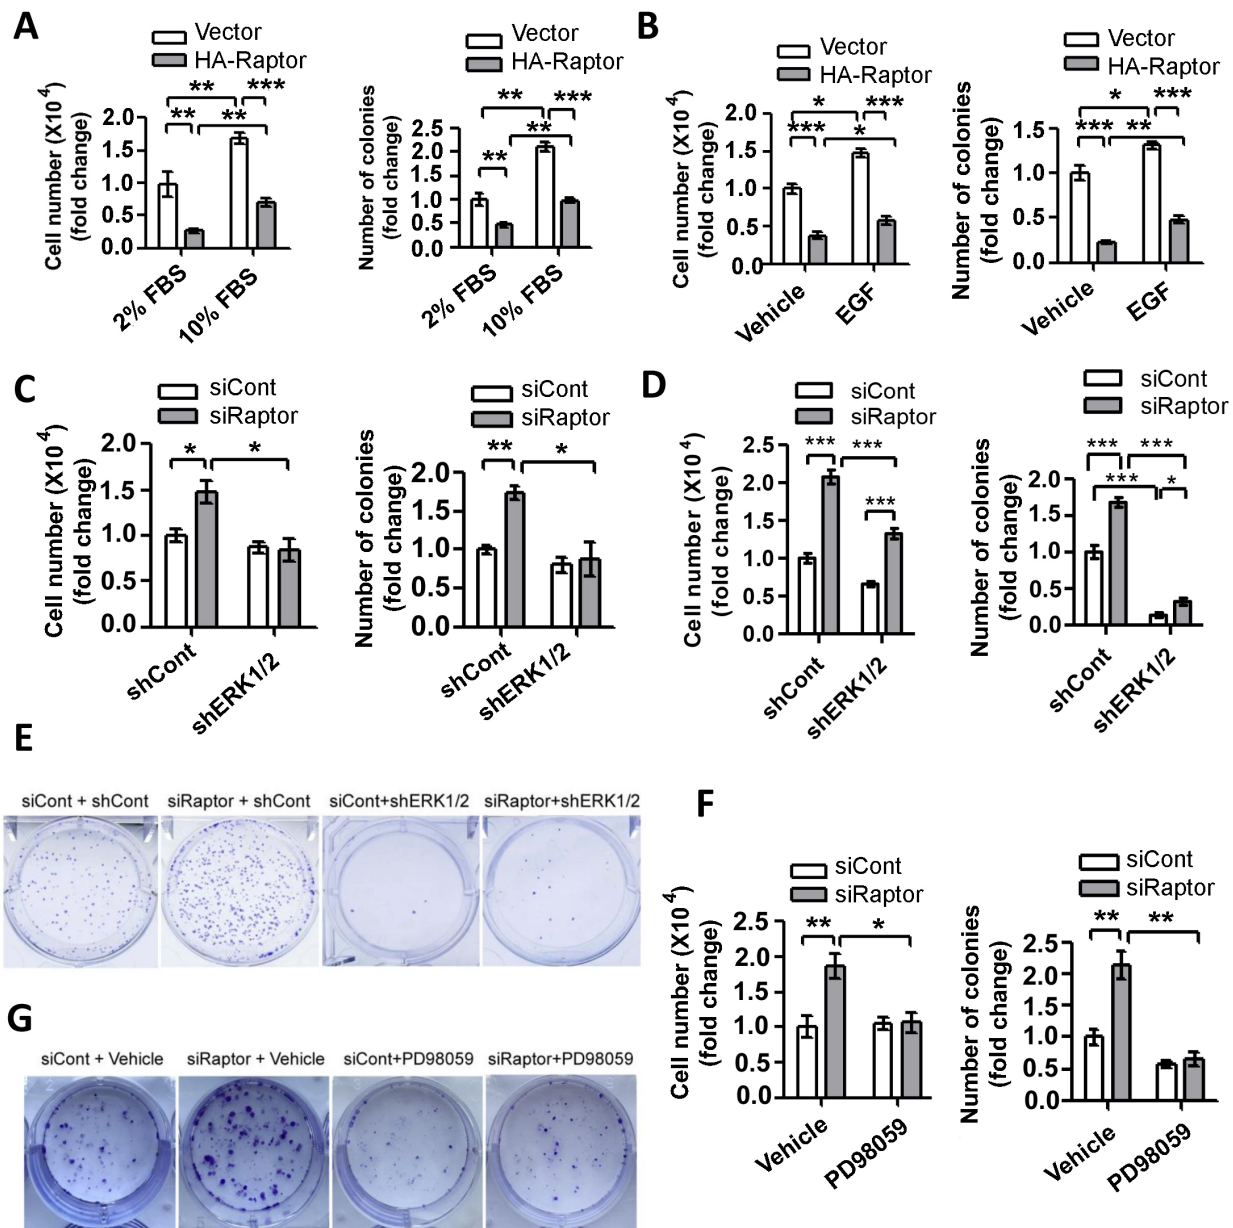 A
Vector
HA-Raptor
Cell number (X10 4)
(fold change)
** ***
** **
2.0
1.5
1.0
0.5
0.0
2% FBS
10% FBS
Vector
HA-Raptor
Number of colonies
(fold change)
** ***
**
**
2.5
2.0
1.5
1.0
0.5
0.0
2% FBS
10% FBS
B
Vector
HA-Raptor
Cell number (X10 4)
(fold change)
* ***
*** *
2.0
1.5
1.0
0.5
0.0
Vehicle
EGF
Vector
HA-Raptor
Number of colonies
(fold change)
* ***
*** **
1.5
1.0
0.5
0.0
Vehicle
EGF
C
siCont
siRaptor
Cell number (X10 4)
(fold change)
* *
2.0
1.5
1.0
0.5
0.0
shCont
shERK1/2
siCont
siRaptor
Number of colonies
(fold change)
** *
2.0
1.5
1.0
0.5
0.0
shCont
shERK1/2
D
siCont
siRaptor
Cell number (X10 4)
(fold change)
*** ***
***
2.5
2.0
1.5
1.0
0.5
0.0
shCont
shERK1/2
siCont
siRaptor
Number of colonies
(fold change)
*** ***
*** *
2.0
1.5
1.0
0.5
0.0
shCont
shERK1/2
E
siCont + shCont
siRaptor + shCont
siCont+shERK1/2
siRaptor+shERK1/2
F
siCont
siRaptor
Cell number (X10 4)
(fold change)
** *
2.5
2.0
1.5
1.0
0.5
0.0
Vehicle
PD98059
siCont
siRaptor
Number of colonies
(fold change)
** **
2.5
2.0
1.5
1.0
0.5
0.0
Vehicle
PD98059
G
siCont + Vehicle
siRaptor + Vehicle
siCont+PD98059
siRaptor+PD98059